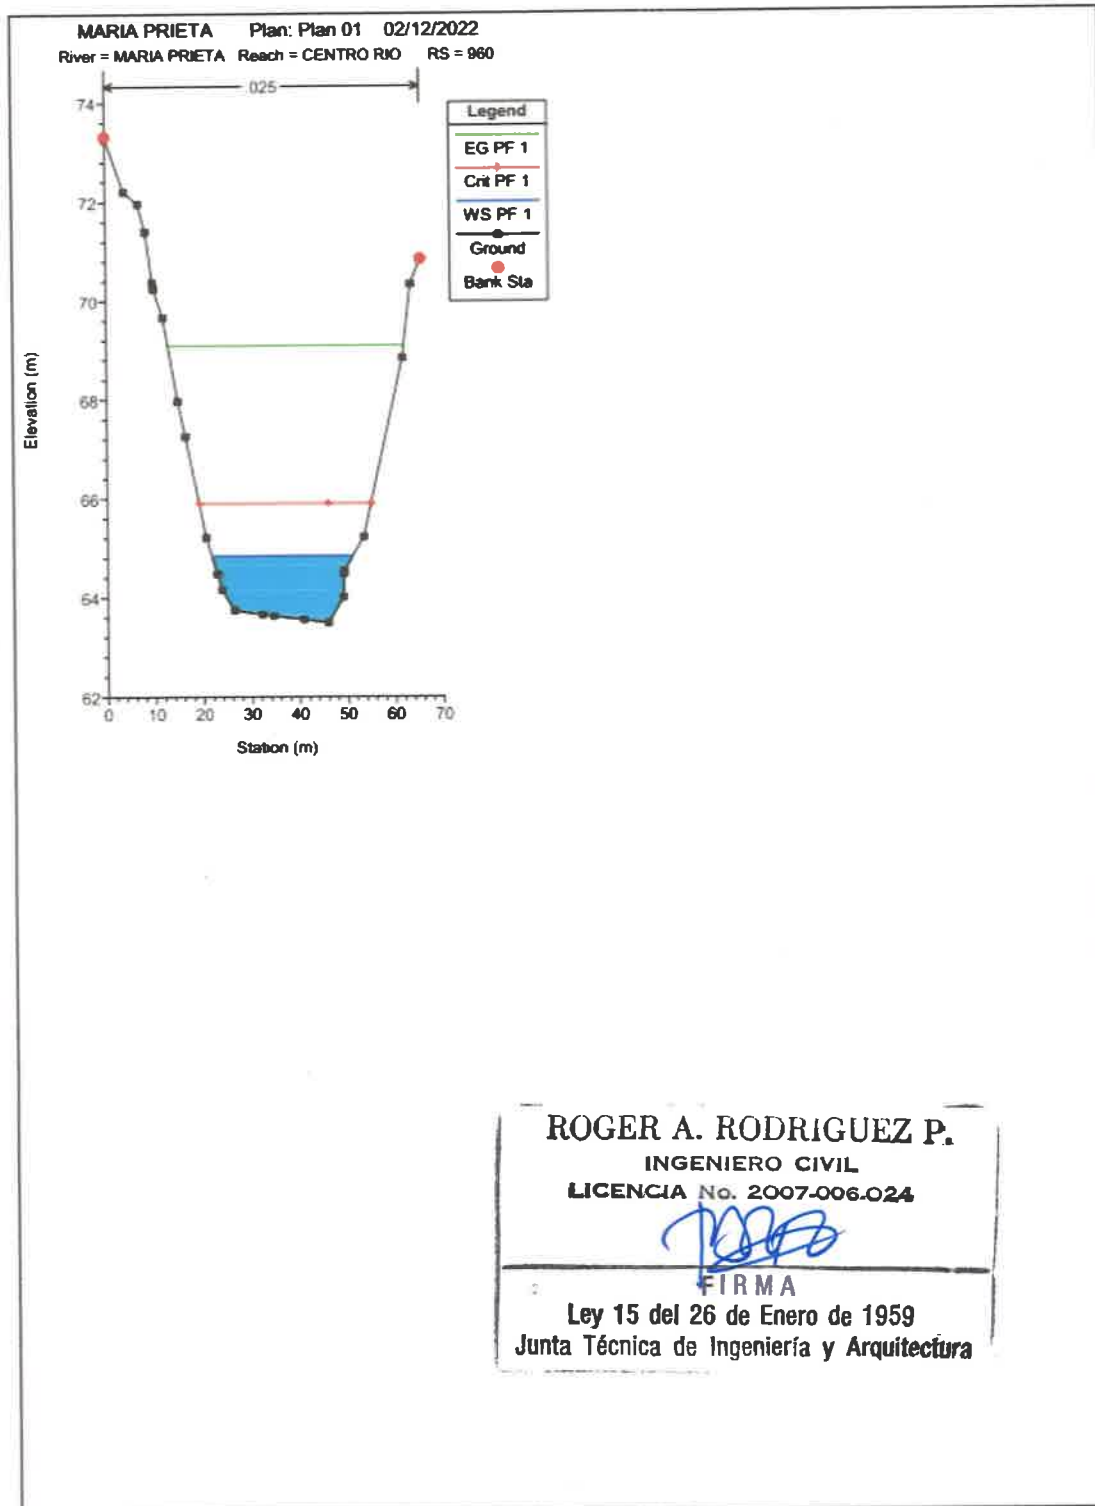 MARIA PRIETA Plan: Plan 01 02/12/2022
River = MARIA PRIETA Reach = CENTRO RIO RS = 960
.025
74
72
70
68
66
64
62
Elevation (m)
0 10 20 30 40 50 60 70
Station (m)
Legend
EG PF 1
Crit PF 1
WS PF 1
Ground
Bank Sta
ROGER A. RODRIGUEZ P.
INGENIERO CIVIL
LICENCIA No. 2007-006-024
FIRMA
Ley 15 del 26 de Enero de 1959
Junta Técnica de Ingeniería y Arquitectura